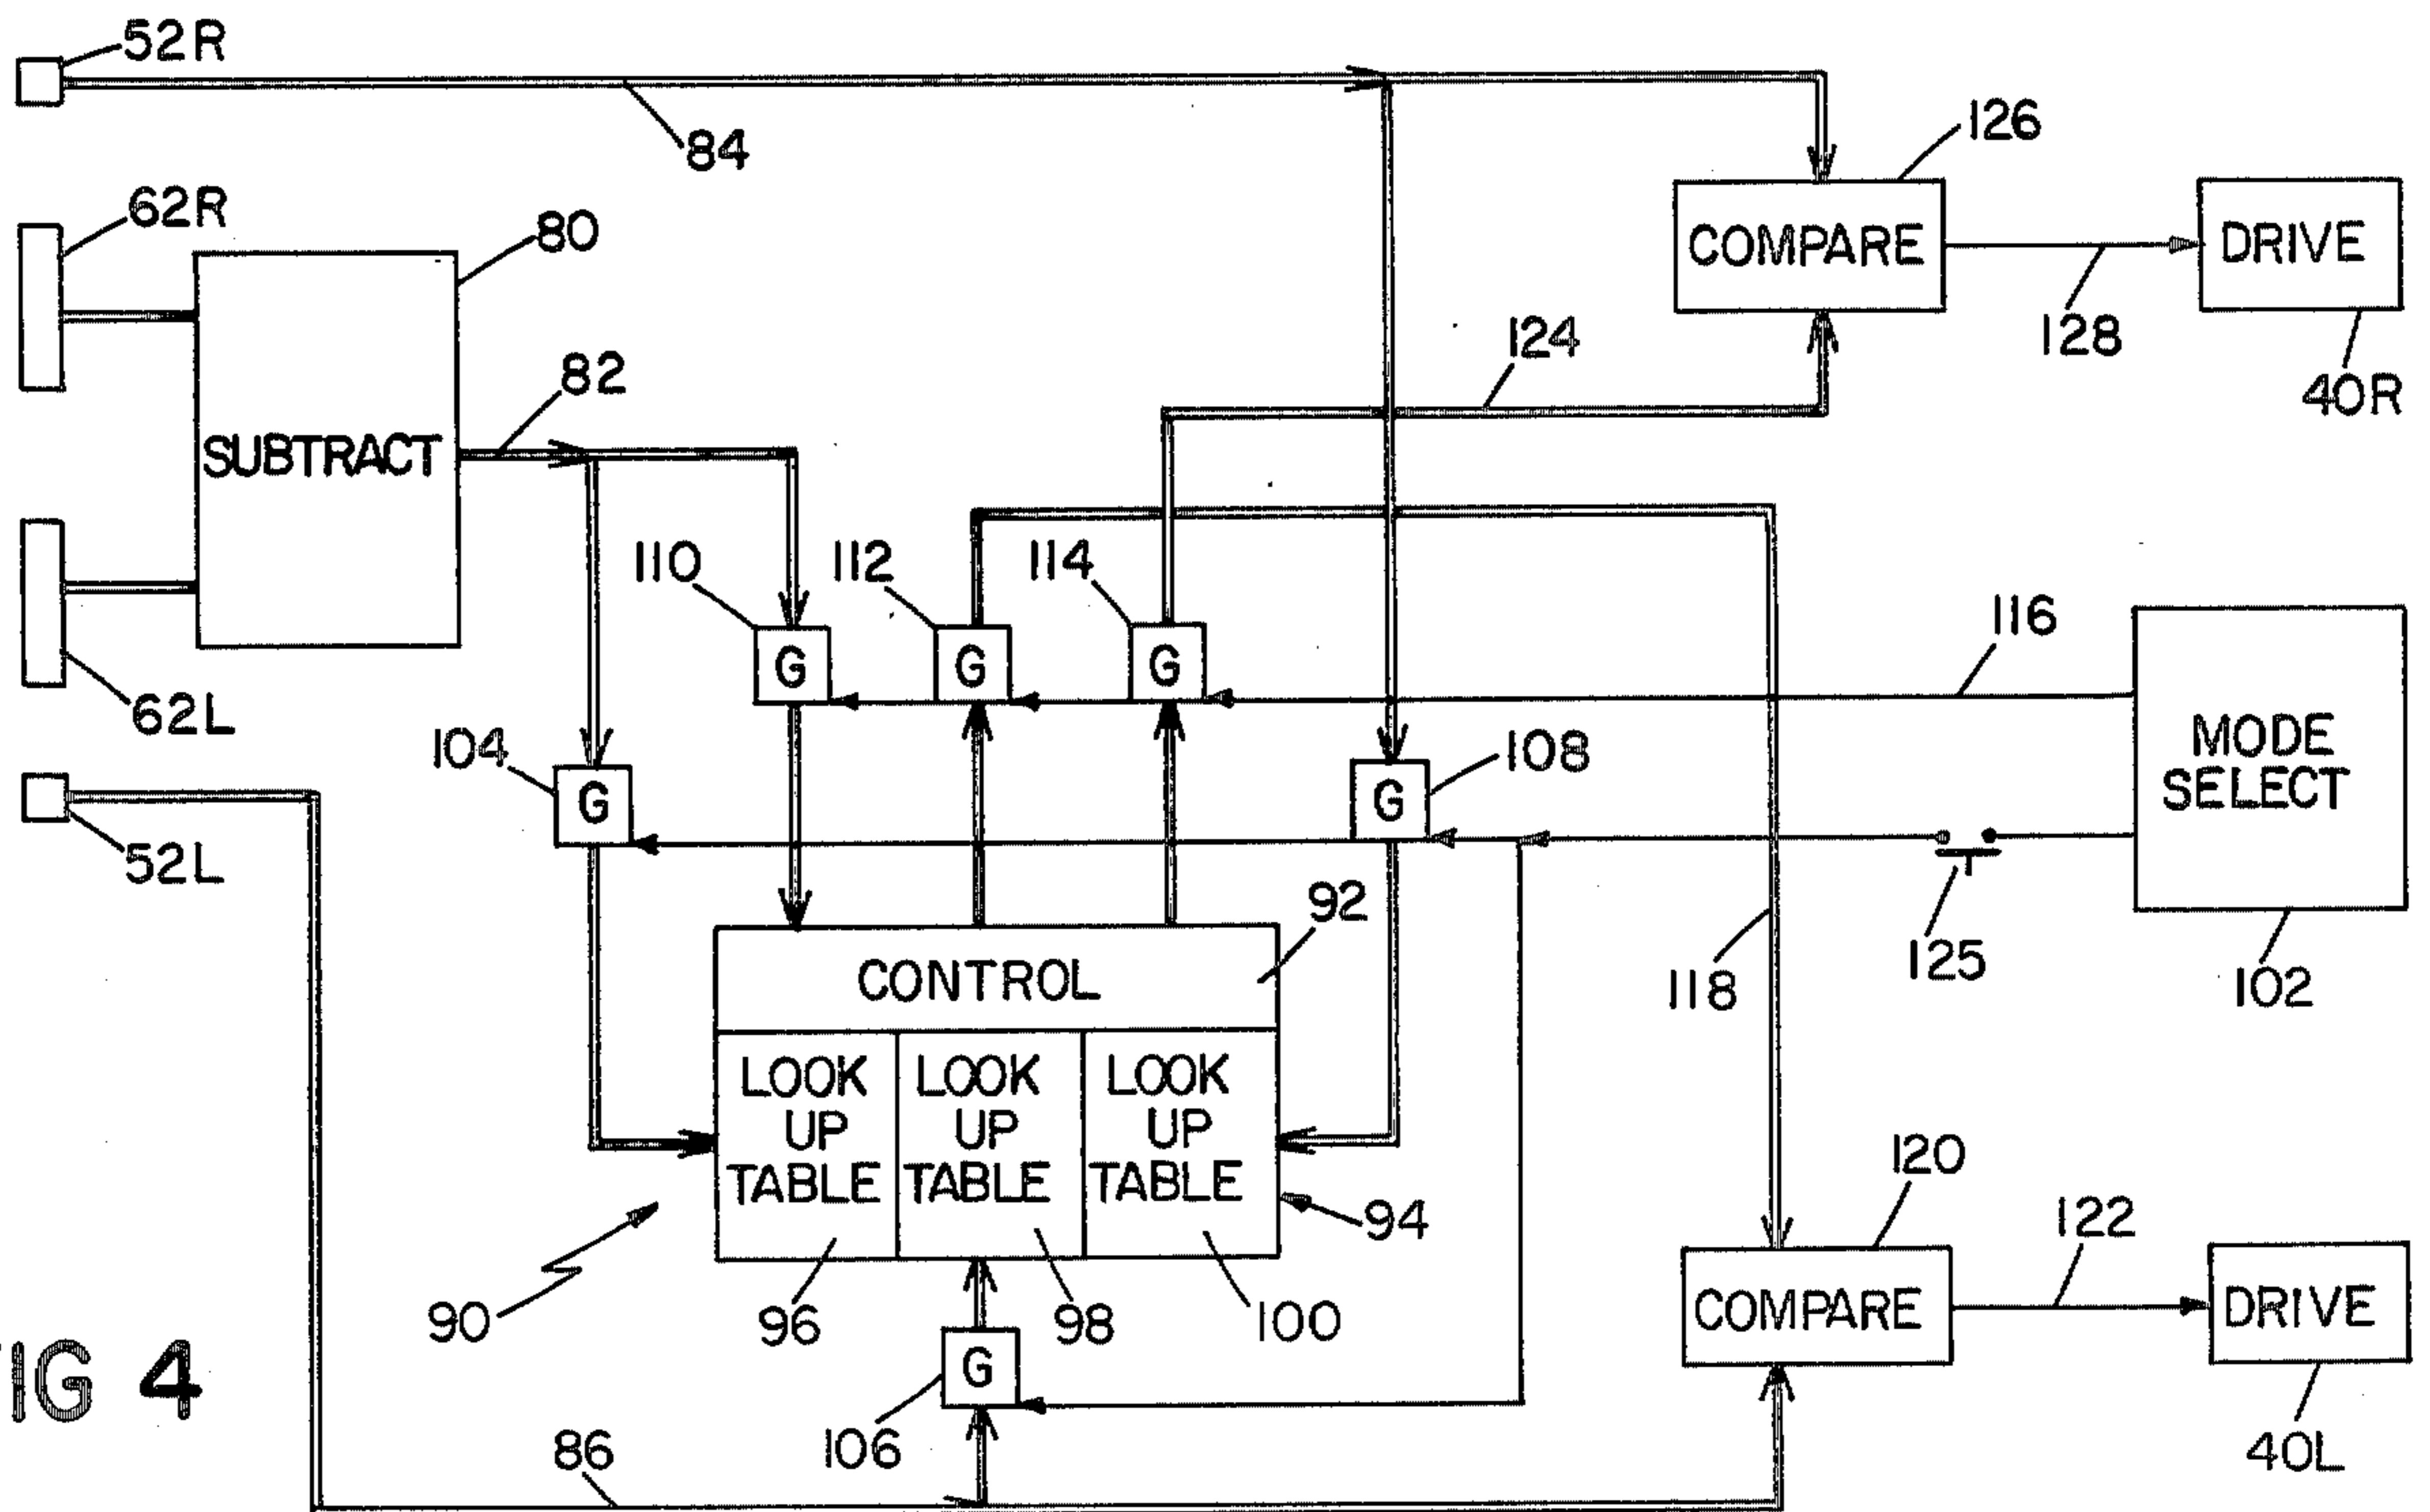 52R
84
126
62R
80
COMPARE
DRIVE
128
124
82
40R
SUBTRACT
110
112
114
116
G
G
G
MODE
SELECT
62L
104
108
G
G
52L
92
125
102
118
CONTROL
LOOK
UP
TABLE
LOOK
UP
TABLE
LOOK
UP
TABLE
94
120
122
90
96
98
100
COMPARE
DRIVE
G
106
86
40L
FIG 4